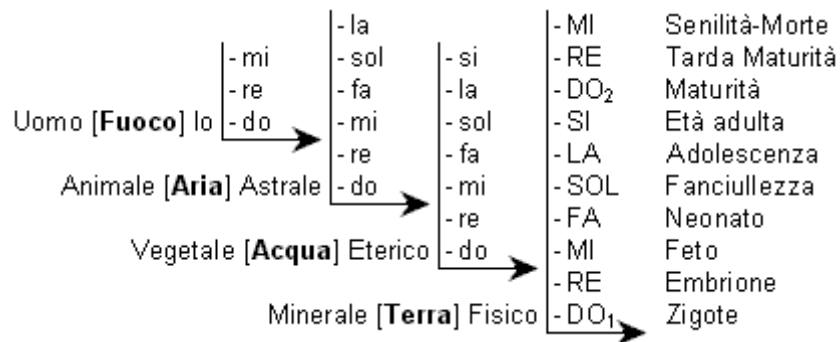 - la - MI Senilità-Morte
- mi - sol - si - RE Tarda Maturità
- re - fa - la - DO₂ Maturità
Uomo [Fuoco] Io - do - mi - sol - SI Età adulta
- re - fa - LA Adolescenza
Animale [Aria] Astrale - do - mi - SOL Fanciullezza
- re - FA Neonato
Vegetale [Acqua] Eterico - do - MI Feto
- RE Embrione
Minerale [Terra] Fisico - DO₁ Zigote